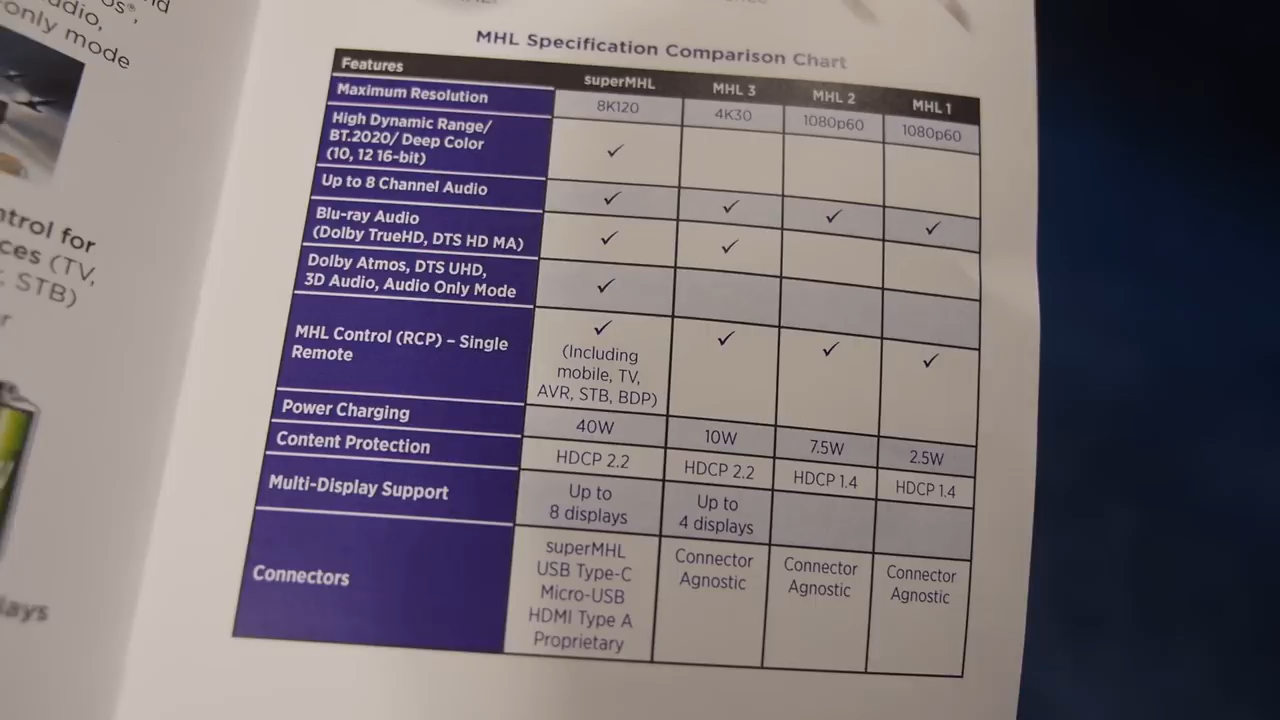 only mode
ntrol for
ces (TV,
STB)
MHL Specification Comparison Chart
Features superMHL MHL 3 MHL 2 MHL 1
Maximum Resolution 8K120 4K30 1080p60 1080p60
High Dynamic Range/
BT.2020/ Deep Color
(10, 12 16-bit) ✓
Up to 8 Channel Audio ✓ ✓ ✓ ✓
Blu-ray Audio
(Dolby TrueHD, DTS HD MA) ✓ ✓
Dolby Atmos, DTS UHD,
3D Audio, Audio Only Mode ✓
MHL Control (RCP) – Single
Remote
✓ ✓ ✓ ✓
(Including
mobile, TV,
AVR, STB, BDP)
Power Charging 40W 10W 7.5W 2.5W
Content Protection HDCP 2.2 HDCP 2.2 HDCP 1.4 HDCP 1.4
Multi-Display Support
Up to
8 displays
Up to
4 displays
Connectors
superMHL
USB Type-C
Micro-USB
HDMI Type A
Proprietary
Connector
Agnostic
Connector
Agnostic
Connector
Agnostic